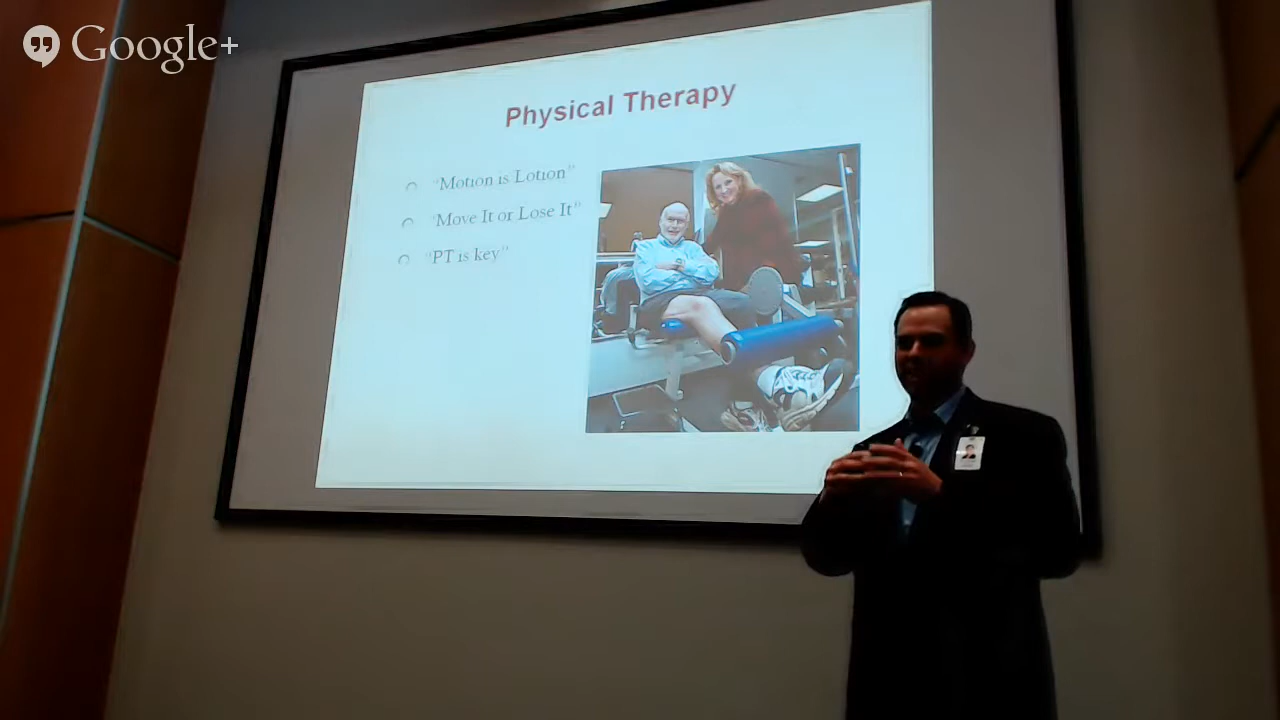 Google+
Physical Therapy
"Motion is Lotion"
"Move It or Lose It"
"PT is key"